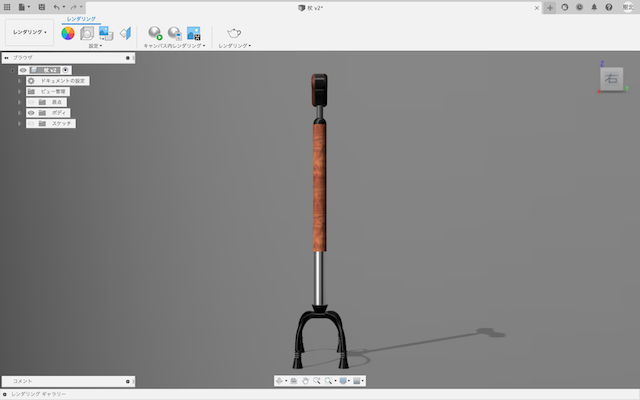 杖 v2*
レンダリング
レンダリング
設定
キャンバス内レンダリング
レンダリング
ブラウザ
杖 v2
ドキュメントの設定
ビュー管理
原点
ボディ
スケッチ
右
Z
コメント
レンダリング ギャラリー